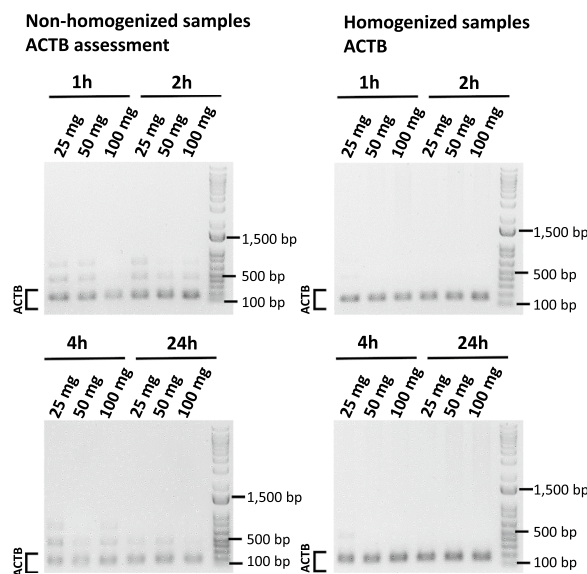 Non-homogenized samples
ACTB assessment
1h 2h
25 mg 50 mg 100 mg 25 mg 50 mg 100 mg
1,500 bp
500 bp
100 bp
ACTB
4h 24h
25 mg 50 mg 100 mg 25 mg 50 mg 100 mg
1,500 bp
500 bp
100 bp
ACTB
Homogenized samples
ACTB
1h 2h
25 mg 50 mg 100 mg 25 mg 50 mg 100 mg
1,500 bp
500 bp
100 bp
ACTB
4h 24h
25 mg 50 mg 100 mg 25 mg 50 mg 100 mg
1,500 bp
500 bp
100 bp
ACTB